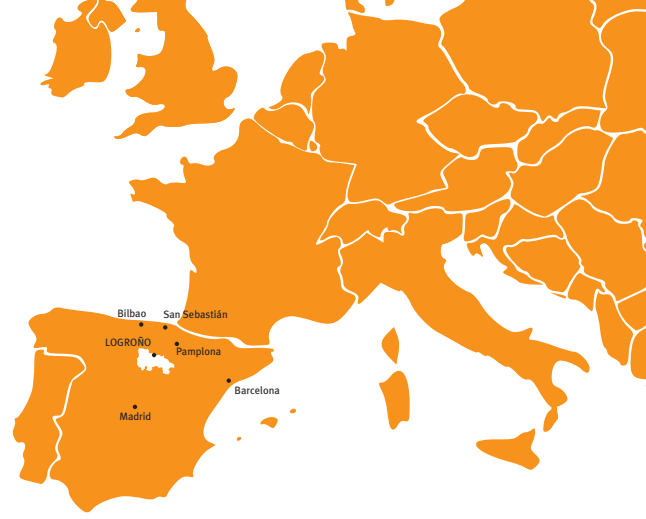 Bilbao
San Sebastián
LOGROÑO
Pamplona
Barcelona
Madrid